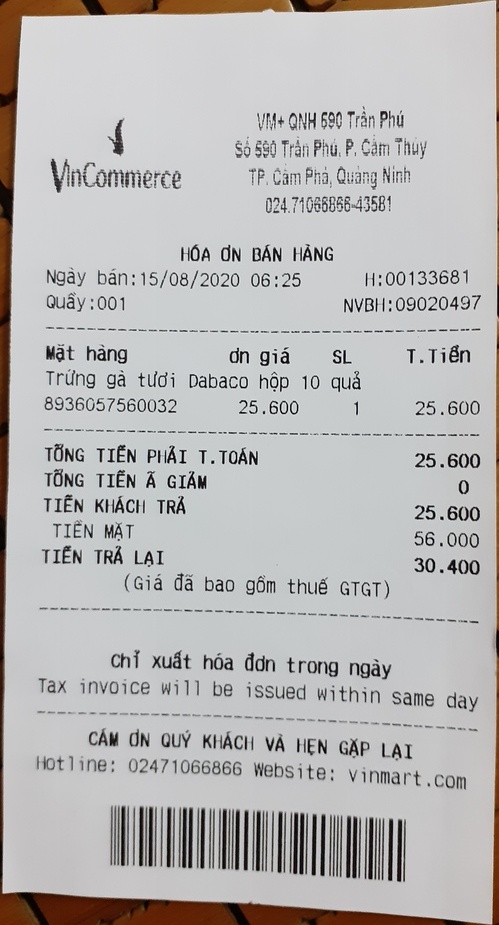 VinCommerce
VM+ QNH 590 Trần Phú
Số 590 Trần Phú, P. Cẩm Thủy
TP. Cẩm Phả, Quảng Ninh
024.71066866-43581
HÓA ƠN BÁN HÀNG
Ngày bán:15/08/2020 06:25 H:00133681
Quầy:001 NVBH:09020497
Mặt hàng ơn giá SL T.Tiền
Trứng gà tươi Dabaco hộp 10 quả
8936057560032 25.600 1 25.600
TỔNG TIỀN PHẢI T.TOÁN 25.600
TỔNG TIỀN Ã GIẢM 0
TIỀN KHÁCH TRẢ 25.600
TIỀN MẶT 56.000
TIỀN TRẢ LẠI 30.400
(Giá đã bao gồm thuế GTGT)
Chỉ xuất hóa đơn trong ngày
Tax invoice will be issued within same day
CÁM ƠN QUÝ KHÁCH VÀ HẸN GẶP LẠI
Hotline: 02471066866 Website: vinmart.com